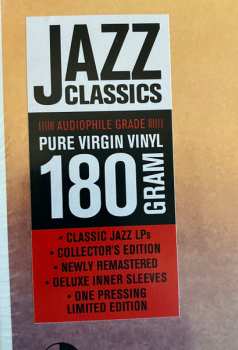 JAZZ
CLASSICS
AUDIOPHILE GRADE
PURE VIRGIN VINYL
180
GRAM
• CLASSIC JAZZ LPs
• COLLECTOR'S EDITION
• NEWLY REMASTERED
• DELUXE INNER SLEEVES
• ONE PRESSING
LIMITED EDITION